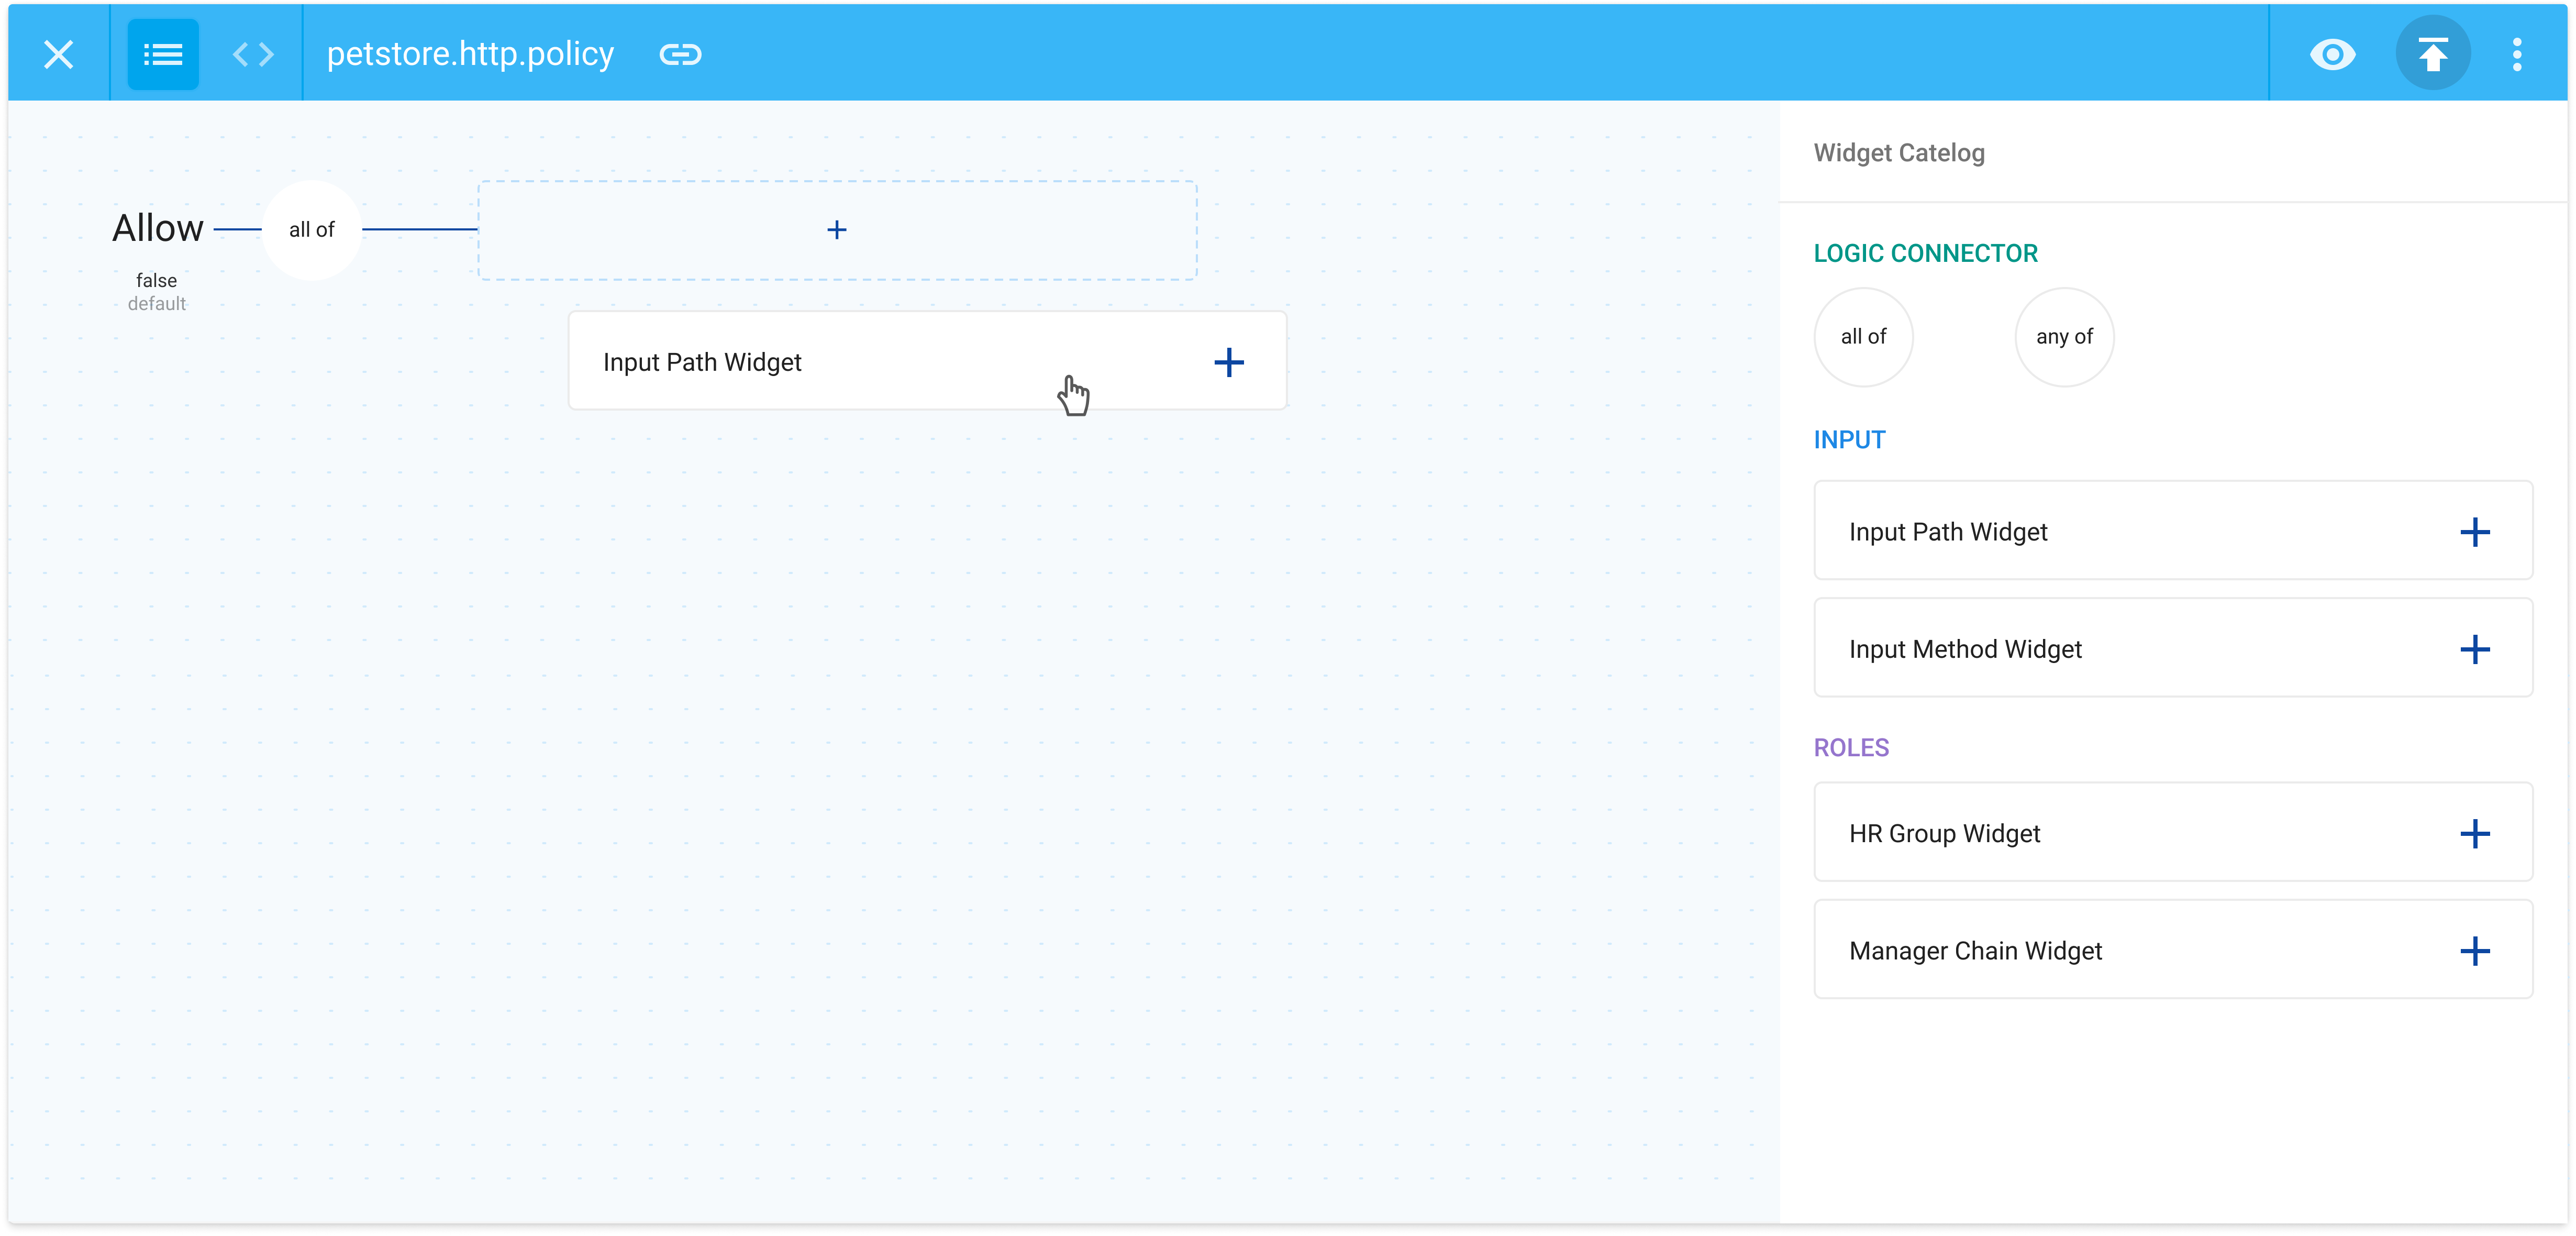 petstore.http.policy
Allow
all of
false
default
Input Path Widget
Widget Catelog
LOGIC CONNECTOR
all of
any of
INPUT
Input Path Widget
Input Method Widget
ROLES
HR Group Widget
Manager Chain Widget